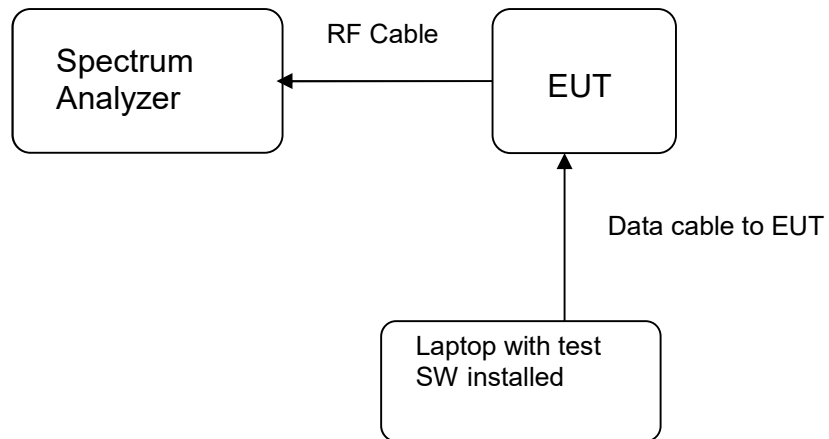 RF Cable
Spectrum
Analyzer
EUT
Data cable to EUT
Laptop with test
SW installed